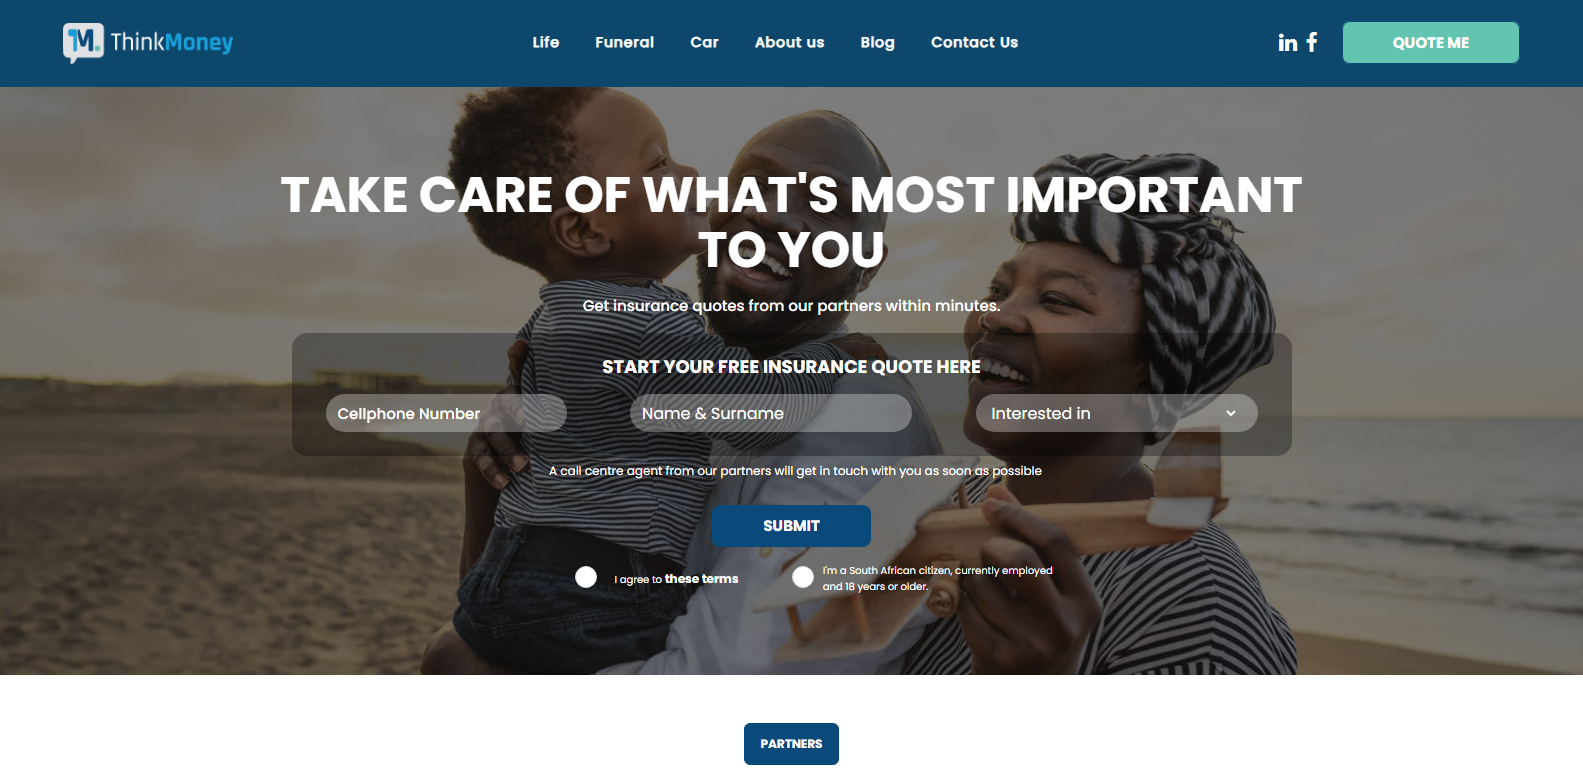 M. ThinkMoney
Life Funeral Car About us Blog Contact Us
in f
QUOTE ME
TAKE CARE OF WHAT'S MOST IMPORTANT
TO YOU
Get insurance quotes from our partners within minutes.
START YOUR FREE INSURANCE QUOTE HERE
Cellphone Number
Name & Surname
Interested in
A call centre agent from our partners will get in touch with you as soon as possible
SUBMIT
I agree to these terms
I'm a South African citizen, currently employed
and 18 years or older.
PARTNERS